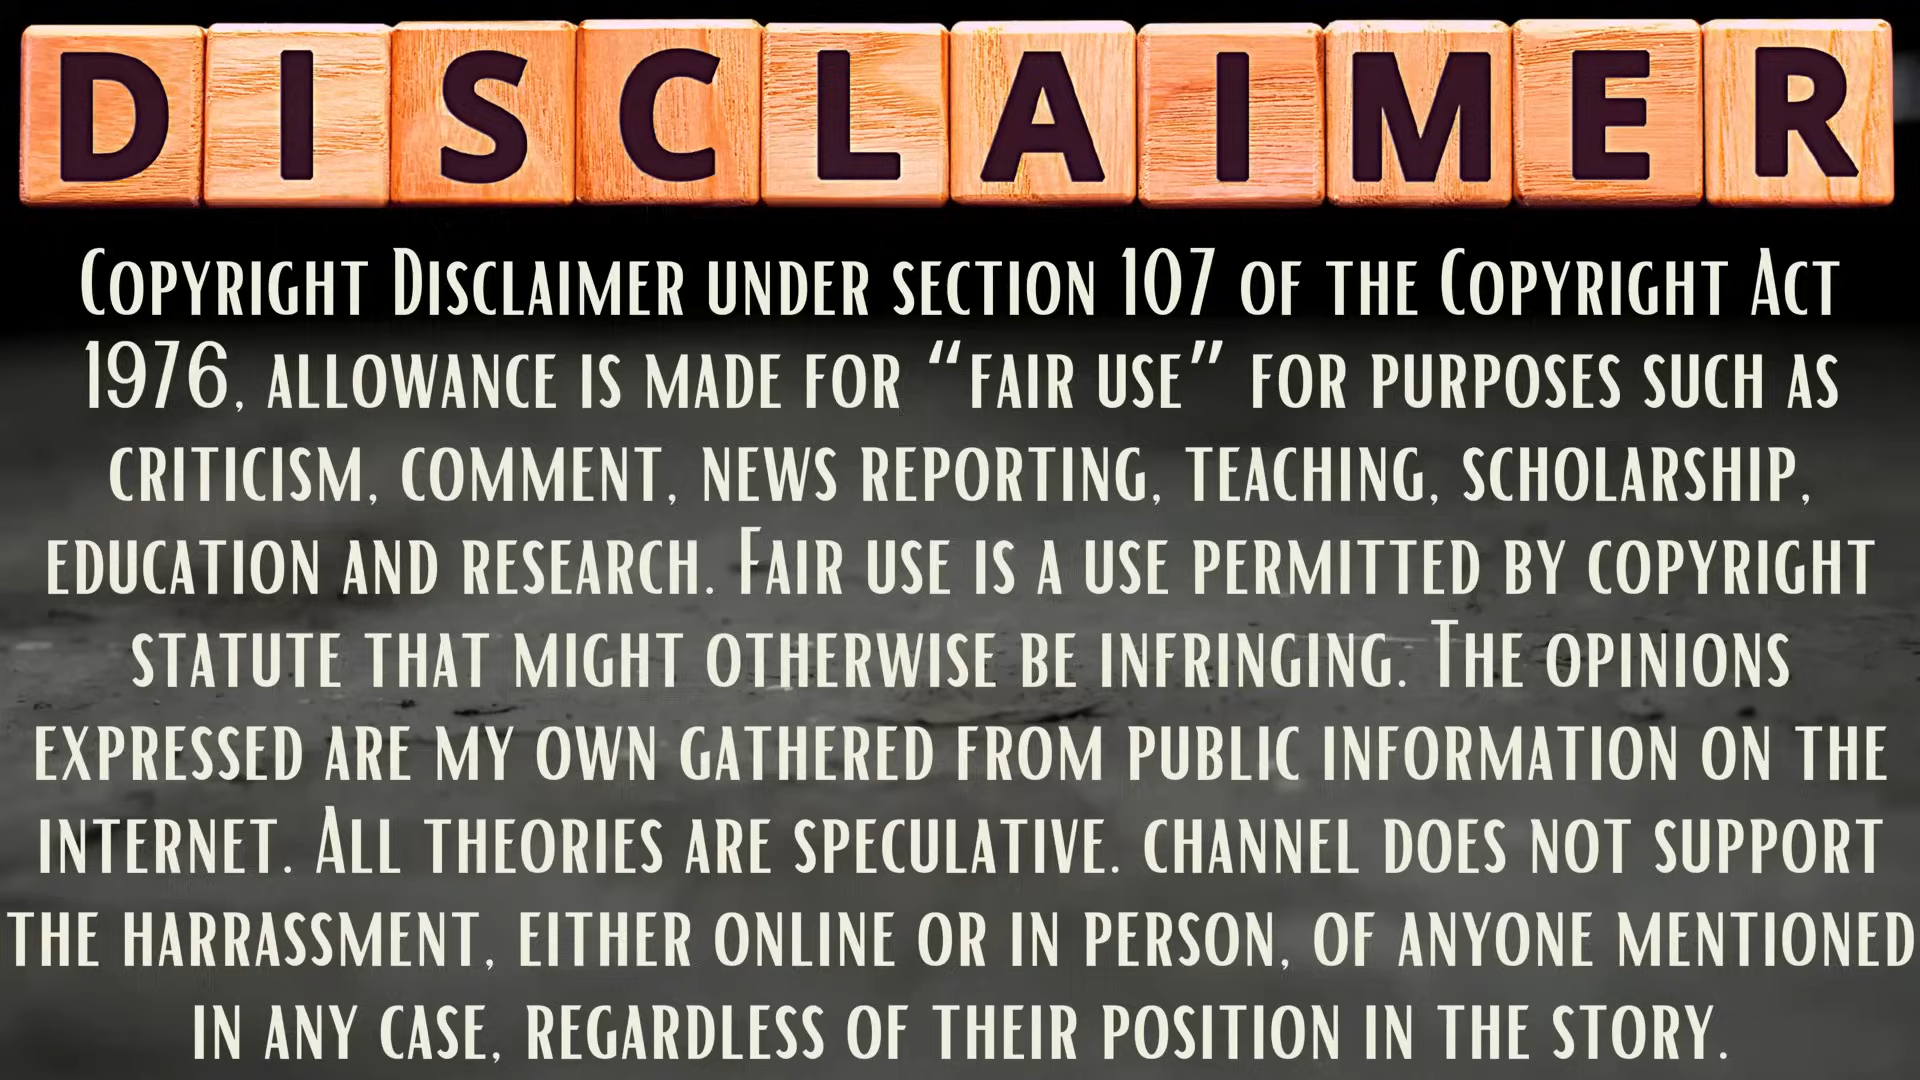 DISCLAIMER
Copyright Disclaimer under section 107 of the Copyright Act
1976, allowance is made for “fair use” for purposes such as
criticism, comment, news reporting, teaching, scholarship,
education and research. Fair use is a use permitted by copyright
statute that might otherwise be infringing. The opinions
expressed are my own gathered from public information on the
internet. All theories are speculative. channel does not support
the harrassment, either online or in person, of anyone mentioned
in any case, regardless of their position in the story.